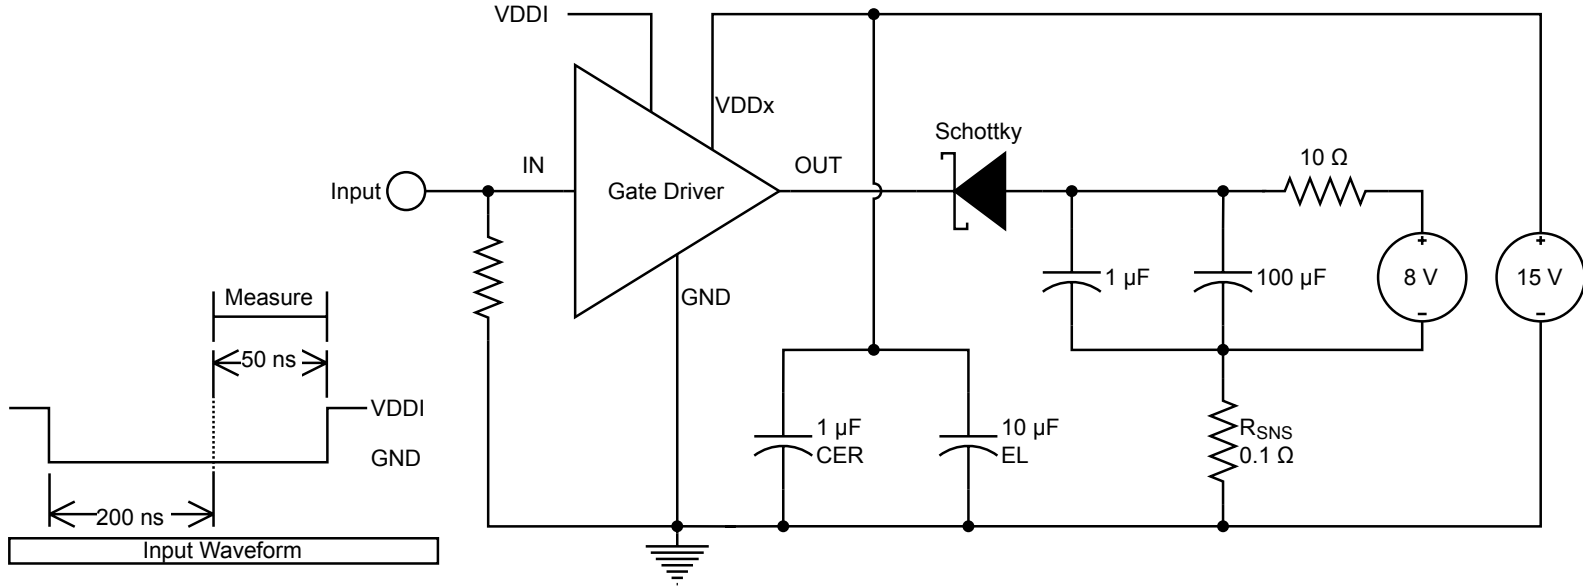 VDDI
VDDx
Schottky
IN
OUT
10 Ω
Input
Gate Driver
+
+
1 µF
100 µF
8 V
15 V
GND
−
−
Measure
50 ns
VDDI
GND
1 µF
CER
10 µF
EL
RSNS
0.1 Ω
200 ns
Input Waveform